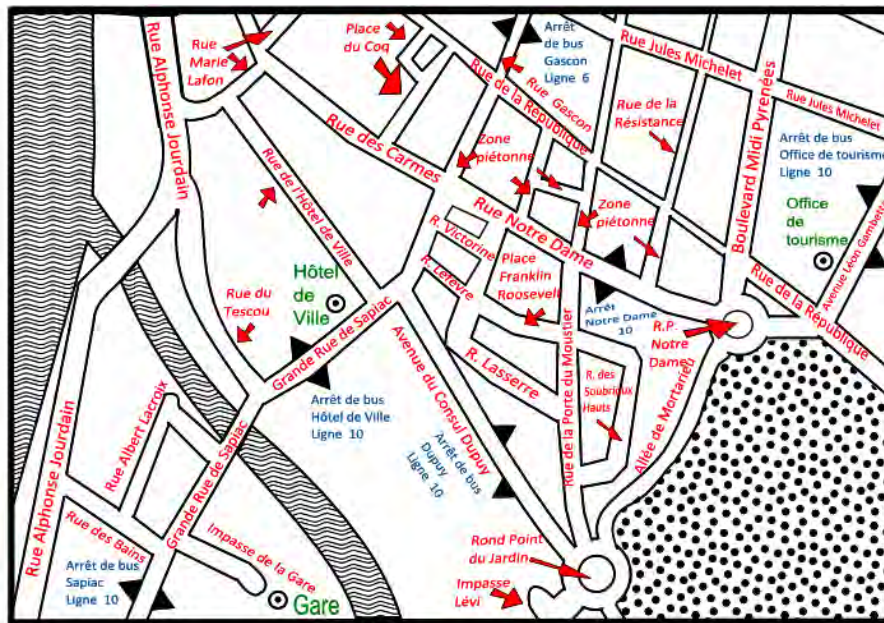 Rue
Marie
Lafon
Place
du Coq
Arrêt
de bus
Gascon
Ligne 6
Rue Jules Michelet
Rue Jules Michelet
Rue Alphonse Jourdain
Rue de la République
Rue Gascon
Rue de la
Résistance
Boulevard Midi Pyrénées
Arrêt de bus
Office de tourisme
Ligne 10
Rue des Carmes
Zone
piétonne
Rue de l'Hôtel de Ville
Zone
piétonne
Office
de
tourisme
Avenue Léon Gambetta
Rue Notre Dame
R. Victorine
R. Lefèvre
Place
Franklin
Roosevelt
Hôtel
de
Ville
Rue du
Tescou
Arrêt
Notre Dame
10
R.P.
Notre
Dame
Rue de la République
Grande Rue de Sapiac
Avenue du Consul Dupuy
R. Lasserre
Rue de la Porte du Moustier
R. des
Soubrioux
Hauts
Allée de Mortarieu
Arrêt de bus
Hôtel de Ville
Ligne 10
Arrêt de bus
Dupuy
Ligne 10
Rue Albert Lacroix
Grande Rue de Sapiac
Rue Alphonse Jourdain
Rue des Bains
Impasse de la Gare
Rond Point
du Jardin
Arrêt de bus
Sapiac
Ligne 10
Gare
Impasse
Lévi